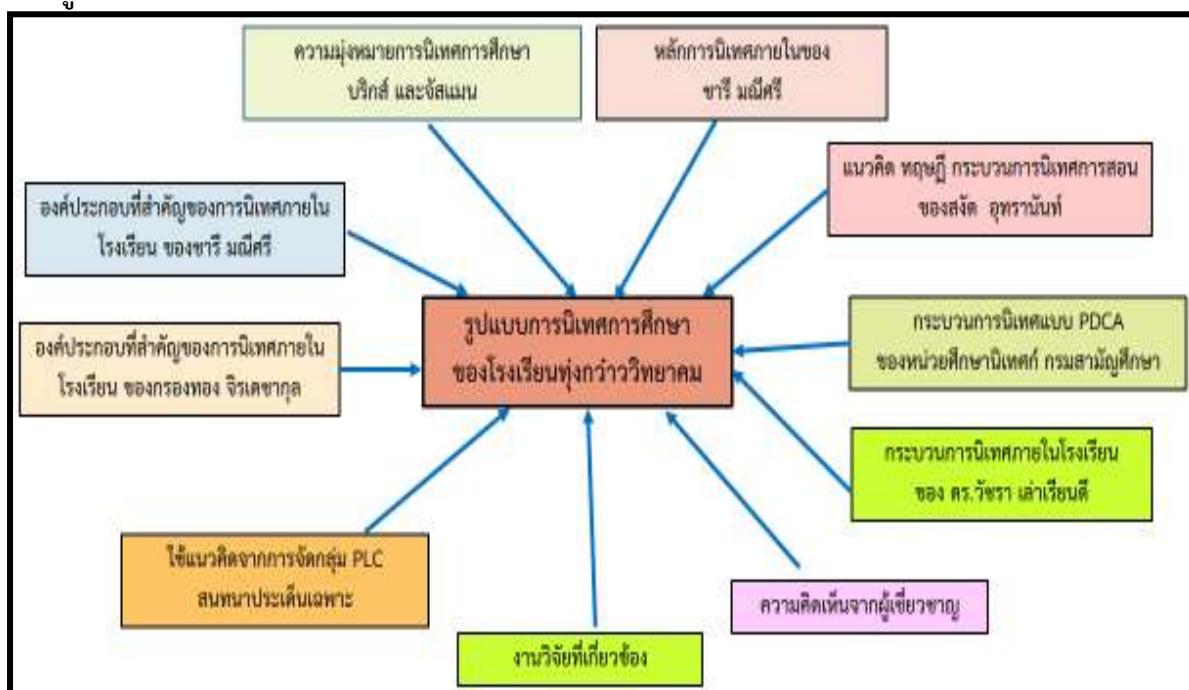 ความมุ่งหมายการนิเทศการศึกษา
บริกส์ และจัสแมน
หลักการนิเทศภายในของ
ชารี มณีศรี
แนวคิด ทฤษฎี กระบวนการนิเทศการสอน
ของสงัด อุทรานันท์
องค์ประกอบที่สำคัญของการนิเทศภายใน
โรงเรียน ของชารี มณีศรี
รูปแบบการนิเทศการศึกษา
ของโรงเรียนทุ่งกว๋าววิทยาคม
กระบวนการนิเทศแบบ PDCA
ของหน่วยศึกษานิเทศก์ กรมสามัญศึกษา
องค์ประกอบที่สำคัญของการนิเทศภายใน
โรงเรียน ของกรองทอง จิรเดชากุล
กระบวนการนิเทศภายในโรงเรียน
ของ ดร.วัชรา เล่าเรียนดี
ใช้แนวคิดจากการจัดกลุ่ม PLC
สนทนาประเด็นเฉพาะ
ความคิดเห็นจากผู้เชี่ยวชาญ
งานวิจัยที่เกี่ยวข้อง